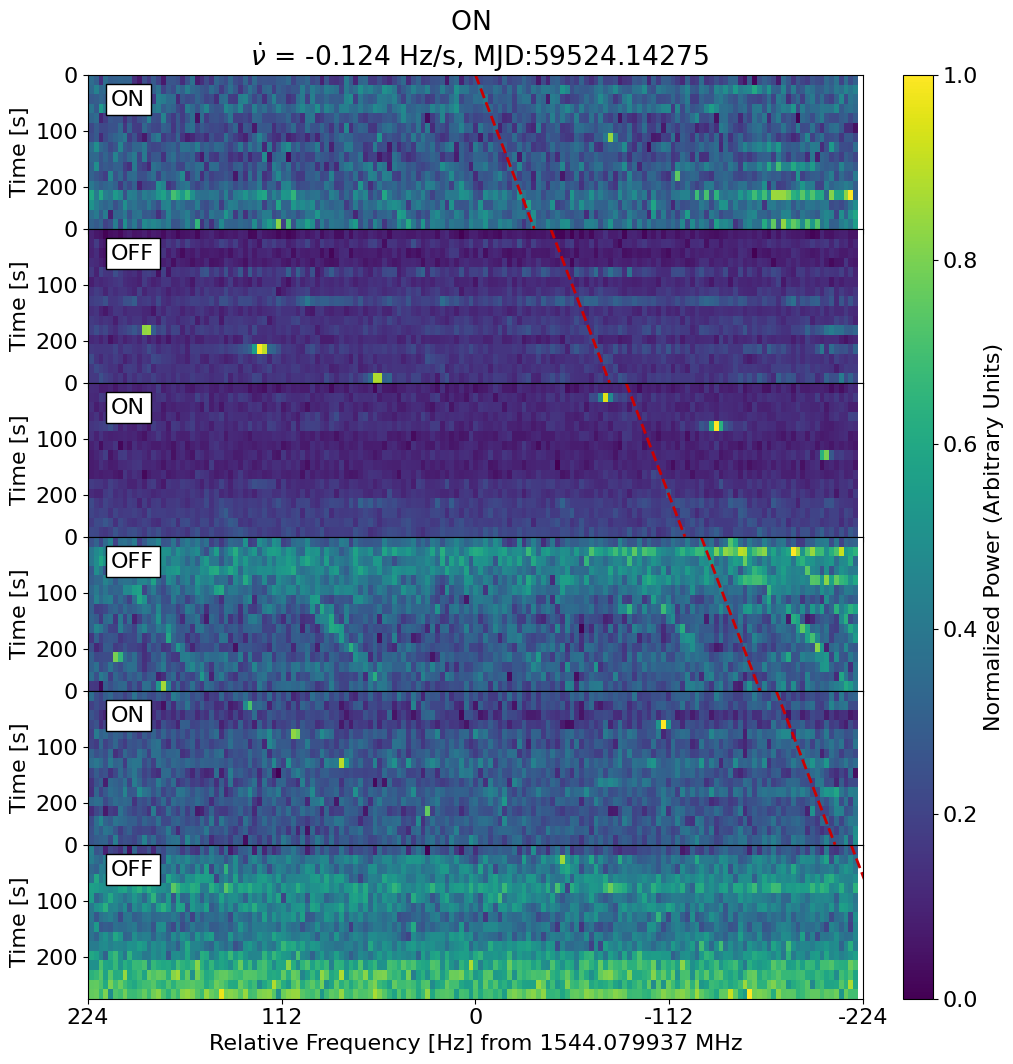 ON
ν̇ = -0.124 Hz/s, MJD:59524.14275
0
ON
100
200
Time [s]
0
OFF
100
200
Time [s]
0
ON
100
200
Time [s]
0
OFF
100
200
Time [s]
0
ON
100
200
Time [s]
0
OFF
100
200
Time [s]
224 112 0 -112 -224
Relative Frequency [Hz] from 1544.079937 MHz
1.0
0.8
0.6
0.4
0.2
0.0
Normalized Power (Arbitrary Units)